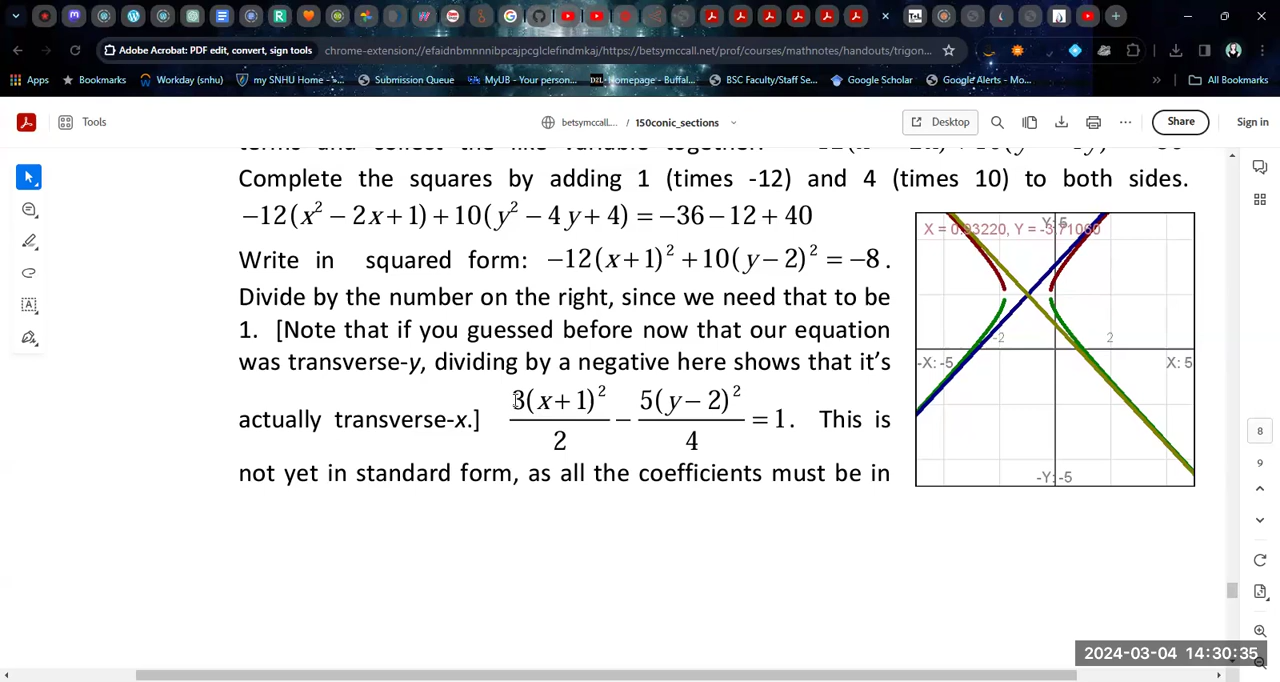 Adobe Acrobat: PDF edit, convert, sign tools
chrome-extension://efaidnbmnnnibpcajpcglclefindmkaj/https://betsymccall.net/prof/courses/mathnotes/handouts/trigon...
Apps
Bookmarks
Workday (snhu)
my SNHU Home - ...
Submission Queue
MyUB - Your person...
DZL Homepage - Buffal...
BSC Faculty/Staff Se...
Google Scholar
Google Alerts - Mo...
»
All Bookmarks
Tools
betsymccall.... / 150conic_sections
Desktop
Share
Sign in
Complete the squares by adding 1 (times -12) and 4 (times 10) to both sides.
−12(x² − 2x + 1) + 10(y² − 4y + 4) = −36 − 12 + 40
Write in squared form: −12(x + 1)² + 10(y − 2)² = −8.
Divide by the number on the right, since we need that to be
1. [Note that if you guessed before now that our equation
was transverse-y, dividing by a negative here shows that it's
actually transverse-x.] 3(x + 1)²/2 − 5(y − 2)²/4 = 1. This is
not yet in standard form, as all the coefficients must be in
Y: 5
-2
2
-X: -5
X: 5
-Y: -5
8
9
2024-03-04 14:30:35